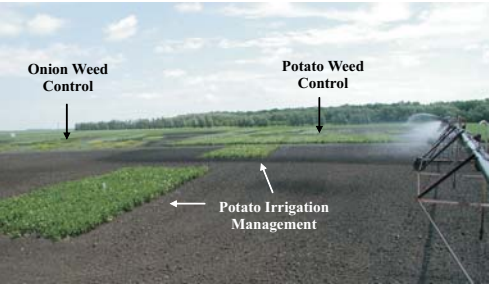 Onion Weed
Control
Potato Weed
Control
Potato Irrigation
Management